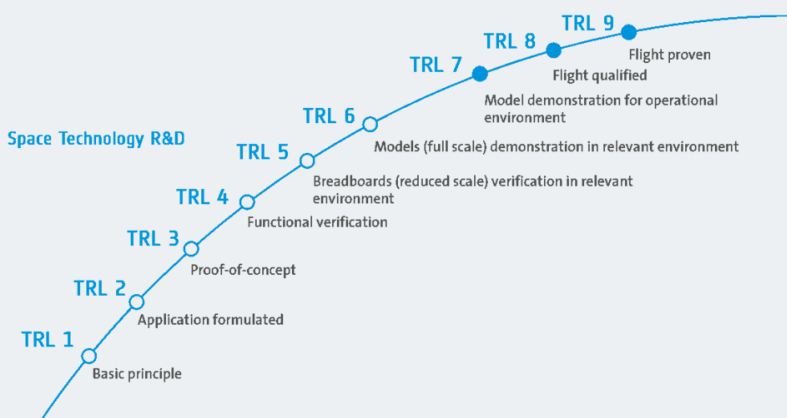 TRL 9
Flight proven
TRL 8
Flight qualified
TRL 7
Model demonstration for operational
environment
TRL 6
Models (full scale) demonstration in relevant environment
Space Technology R&D
TRL 5
Breadboards (reduced scale) verification in relevant
environment
TRL 4
Functional verification
TRL 3
Proof-of-concept
TRL 2
Application formulated
TRL 1
Basic principle